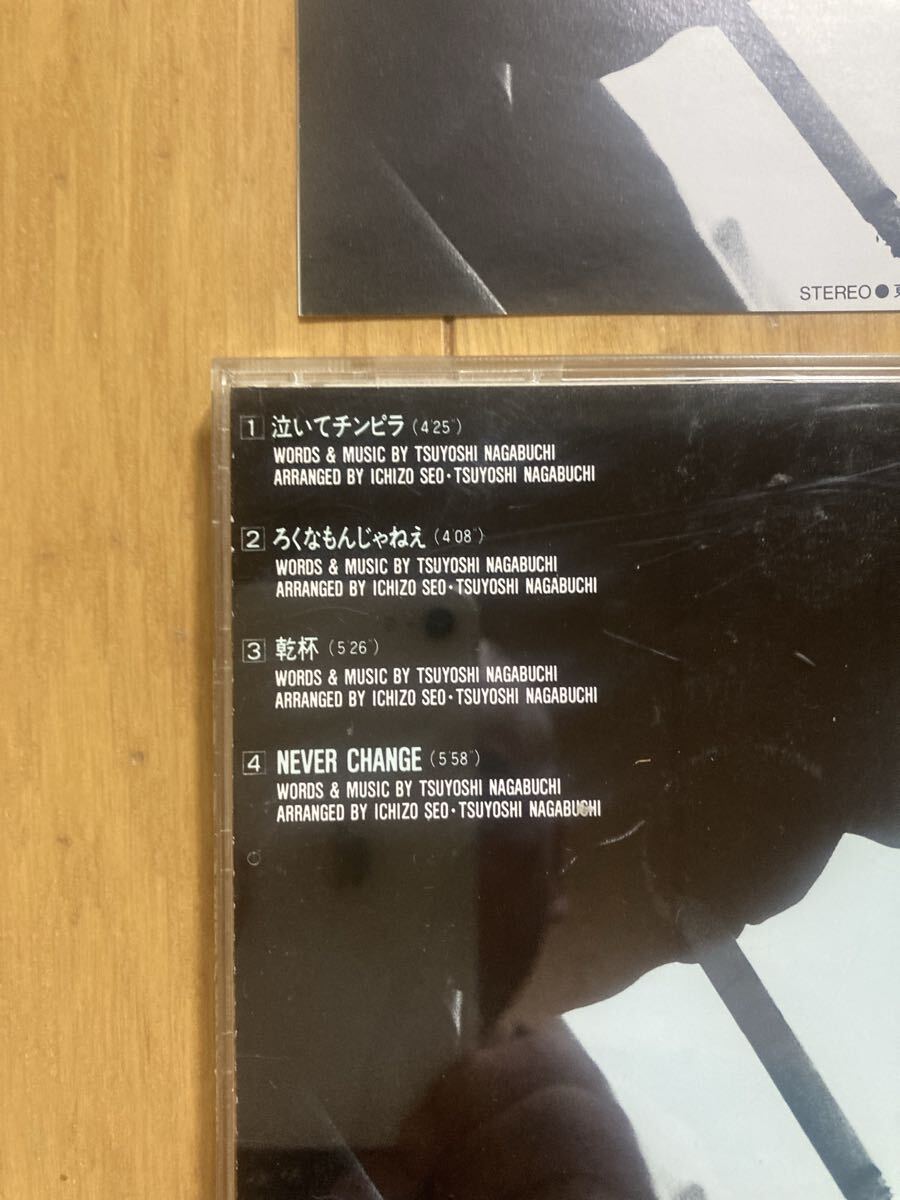 STEREO●
1 泣いてチンピラ (4'25")
WORDS & MUSIC BY TSUYOSHI NAGABUCHI
ARRANGED BY ICHIZO SEO・TSUYOSHI NAGABUCHI
2 ろくなもんじゃねえ (4'08")
WORDS & MUSIC BY TSUYOSHI NAGABUCHI
ARRANGED BY ICHIZO SEO・TSUYOSHI NAGABUCHI
3 乾杯 (5'26")
WORDS & MUSIC BY TSUYOSHI NAGABUCHI
ARRANGED BY ICHIZO SEO・TSUYOSHI NAGABUCHI
4 NEVER CHANGE (5'58")
WORDS & MUSIC BY TSUYOSHI NAGABUCHI
ARRANGED BY ICHIZO SEO・TSUYOSHI NAGABUCHI